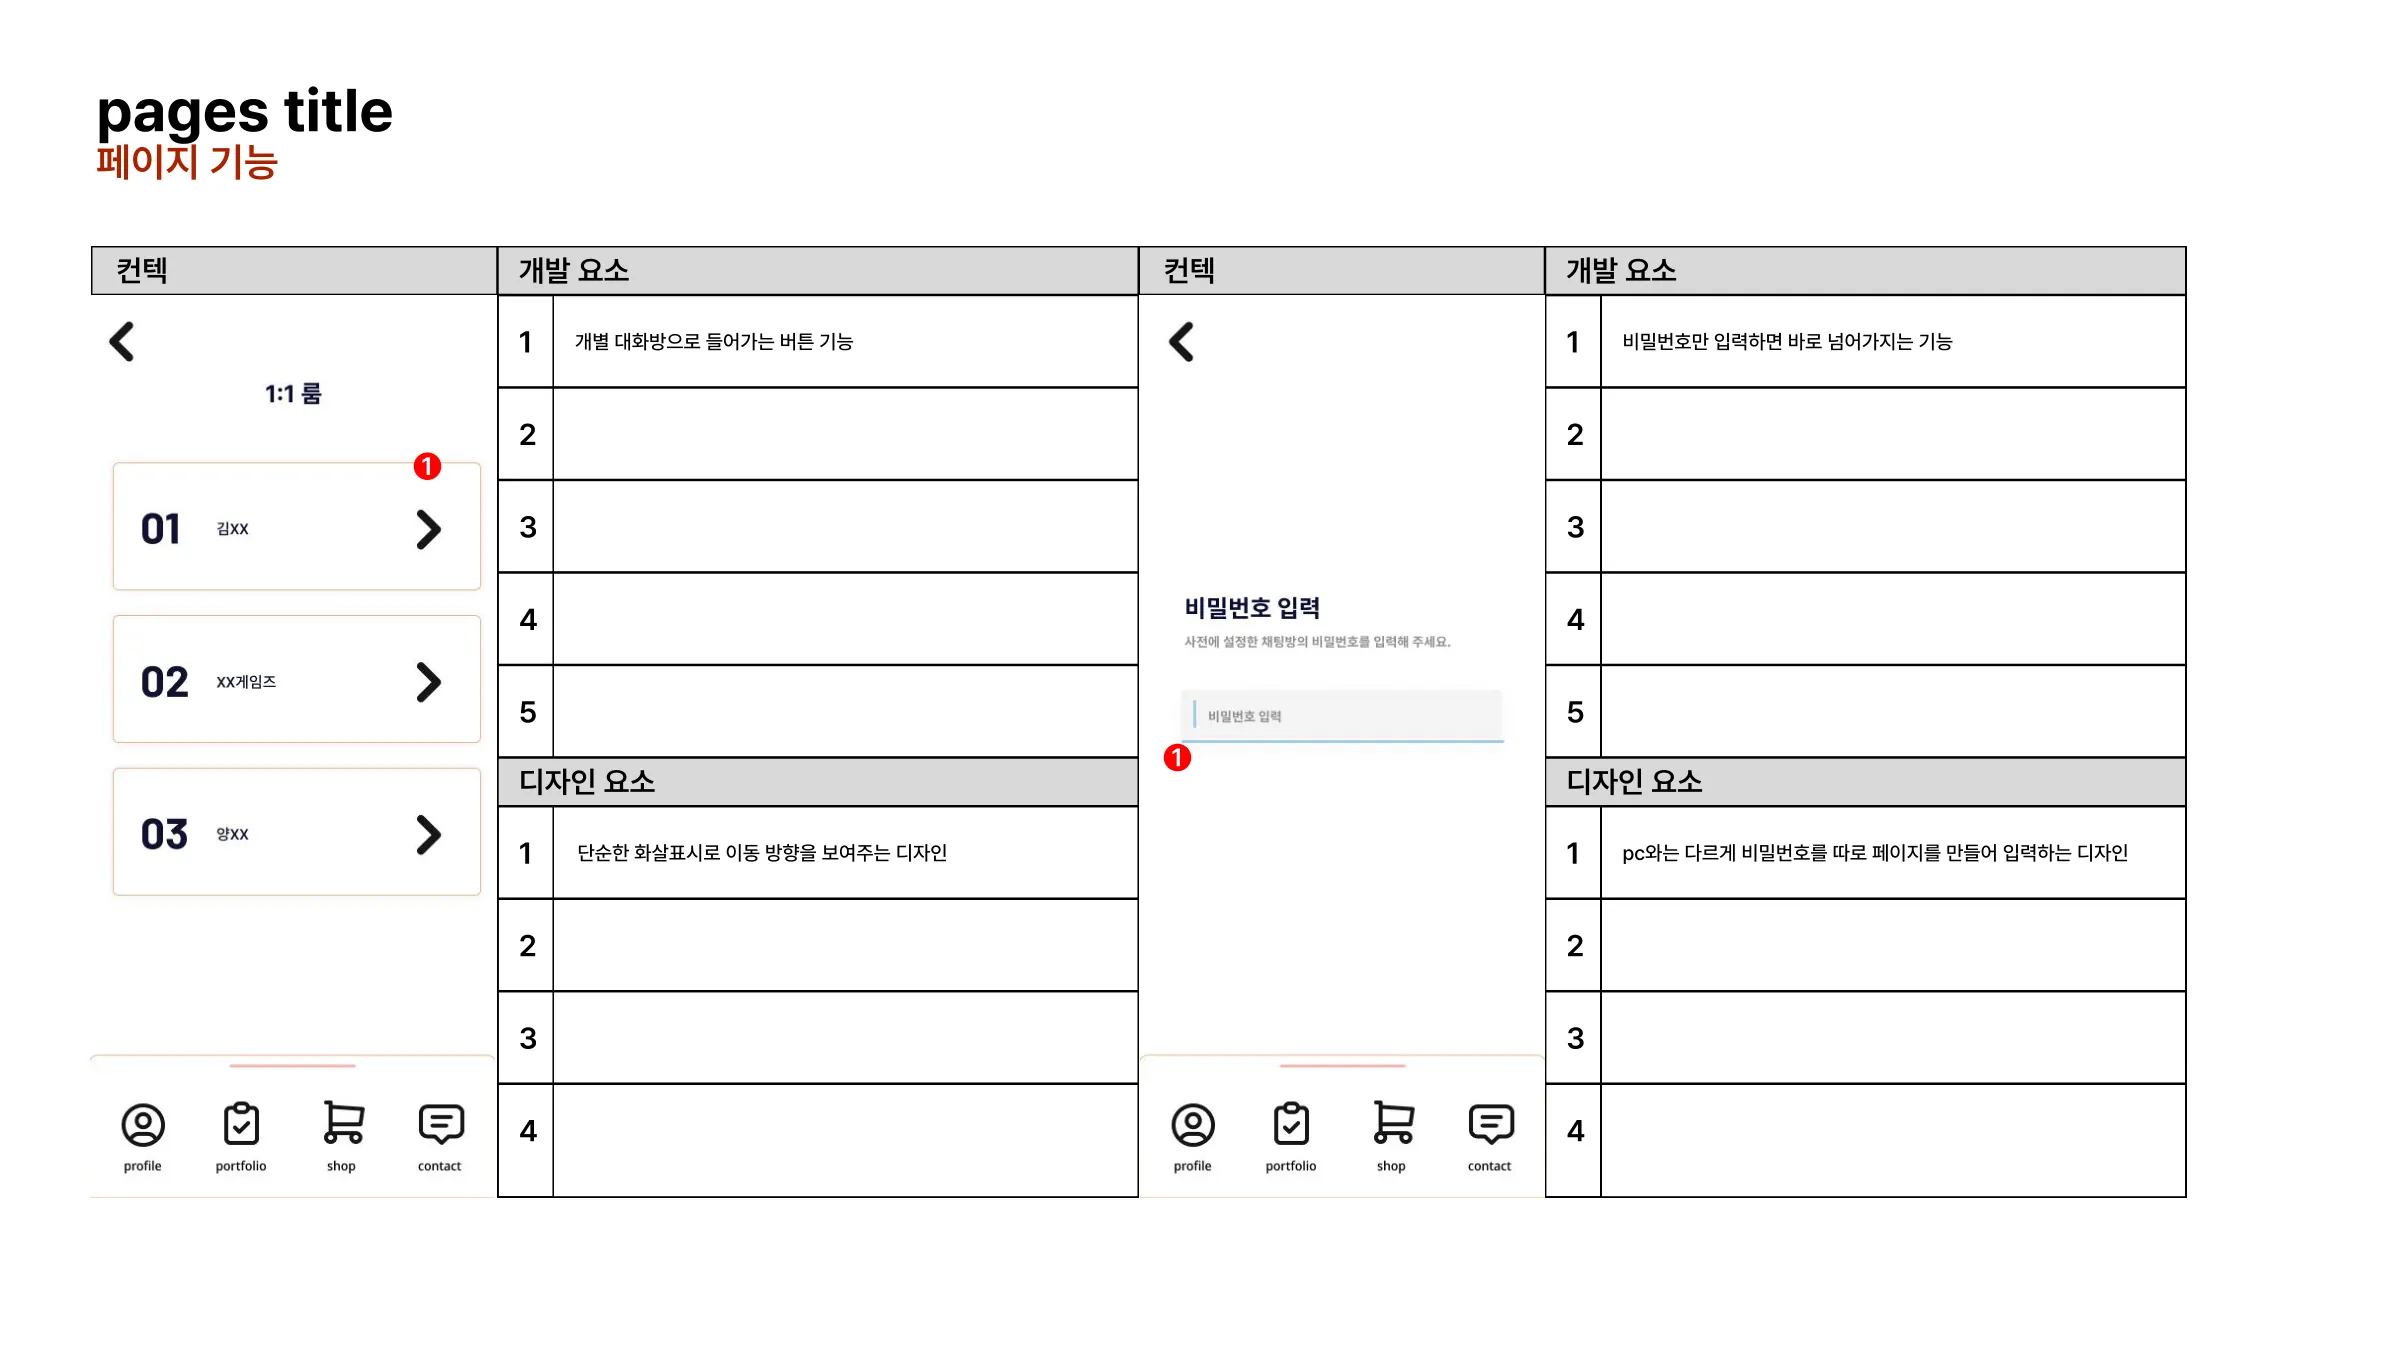 pages title
페이지 기능
컨텍
1:1 룸
1
01 김XX
02 XX게임즈
03 양XX
profile portfolio shop contact
개발 요소
1 개별 대화방으로 들어가는 버튼 기능
2
3
4
5
디자인 요소
1 단순한 화살표시로 이동 방향을 보여주는 디자인
2
3
4
컨텍
비밀번호 입력
사전에 설정한 채팅방의 비밀번호를 입력해 주세요.
비밀번호 입력
1
profile portfolio shop contact
개발 요소
1 비밀번호만 입력하면 바로 넘어가지는 기능
2
3
4
5
디자인 요소
1 pc와는 다르게 비밀번호를 따로 페이지를 만들어 입력하는 디자인
2
3
4